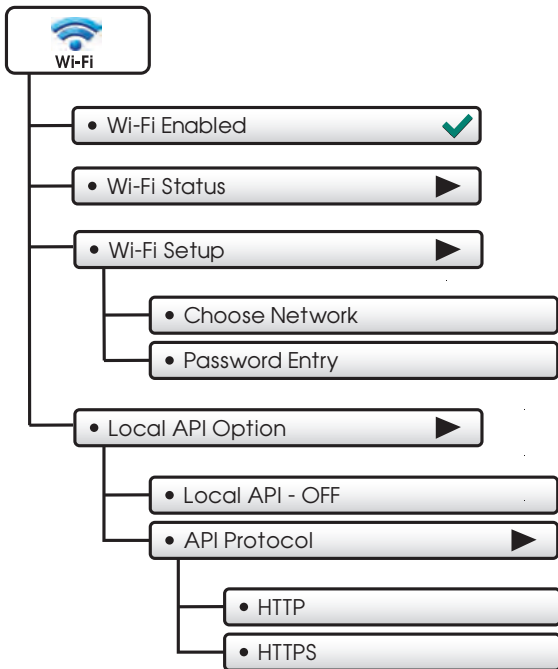 Wi-Fi
• Wi-Fi Enabled
• Wi-Fi Status
• Wi-Fi Setup
• Choose Network
• Password Entry
• Local API Option
• Local API - OFF
• API Protocol
• HTTP
• HTTPS